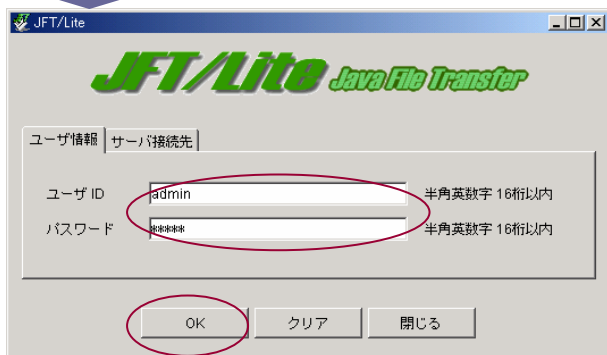 JFT/Lite
JFT/Lite Java File Transfer
ユーザ情報 サーバ接続先
ユーザ ID admin 半角英数字 16桁以内
パスワード ***** 半角英数字 16桁以内
OK クリア 閉じる